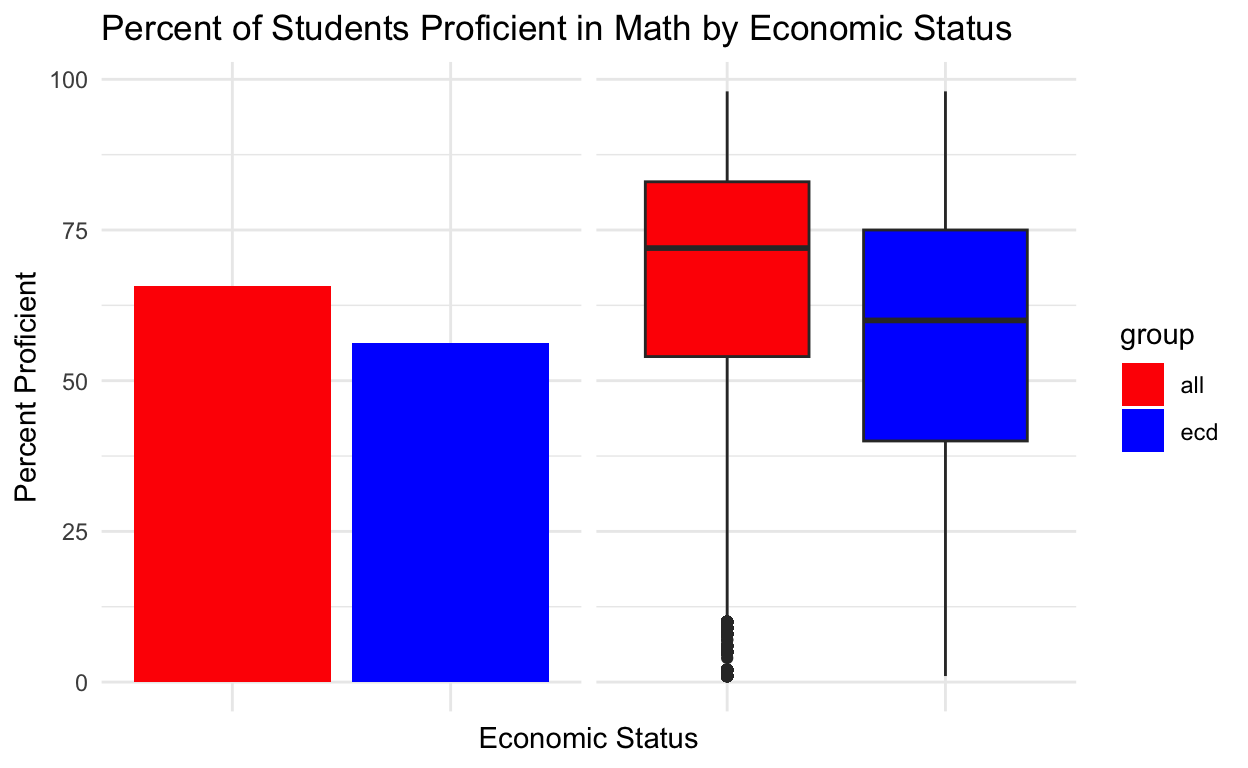 Percent of Students Proficient in Math by Economic Status
Percent Proficient
100
75
50
25
0
Economic Status
group
all
ecd